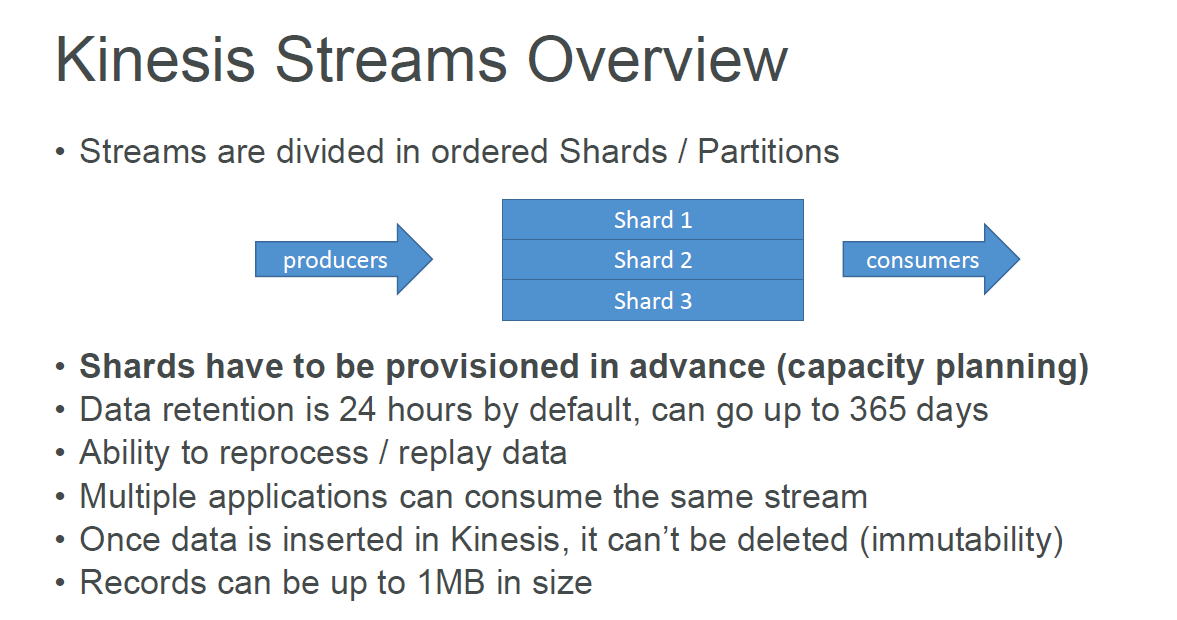 Kinesis Streams Overview
• Streams are divided in ordered Shards / Partitions
Shard 1
producers
Shard 2
consumers
Shard 3
• Shards have to be provisioned in advance (capacity planning)
• Data retention is 24 hours by default, can go up to 365 days
• Ability to reprocess / replay data
• Multiple applications can consume the same stream
• Once data is inserted in Kinesis, it can’t be deleted (immutability)
• Records can be up to 1MB in size